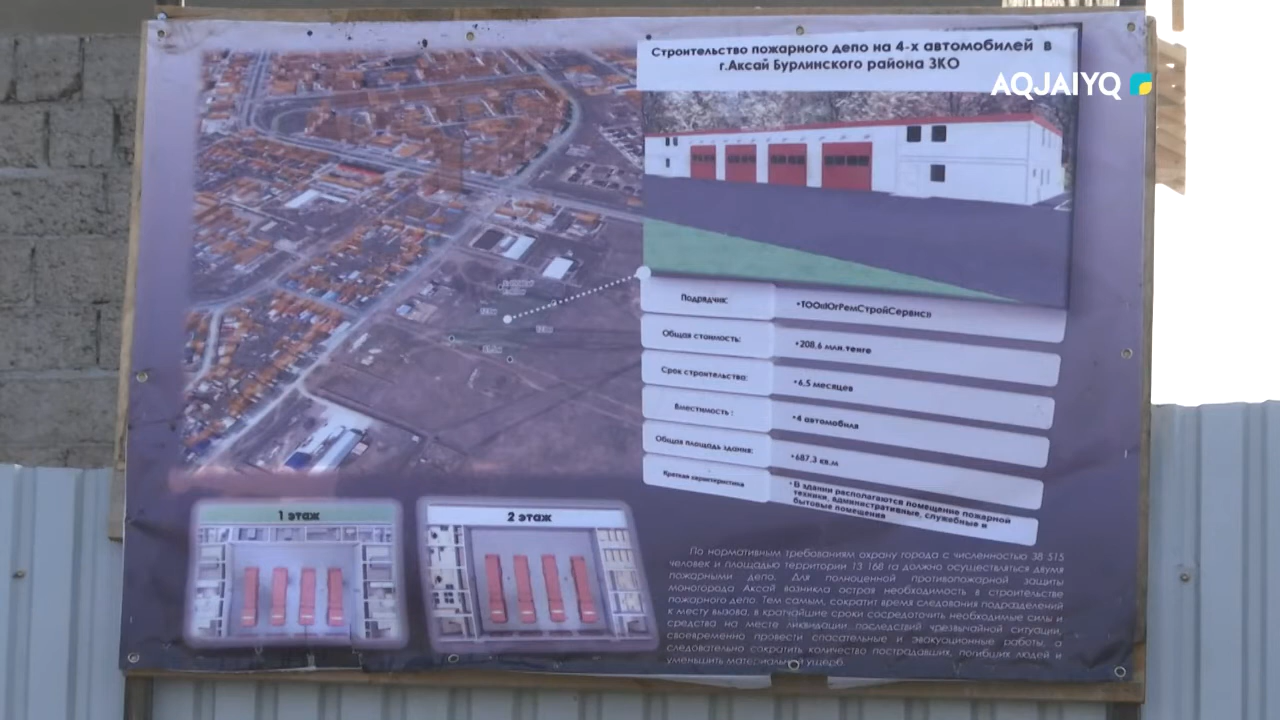 Строительство пожарного депо на 4-х автомобилей в
г.Аксай Бурлинского района ЗКО
AQJAIYQ
Подрядчик:
•ТОО«ЮгРемСтройСервис»
Общая стоимость:
•208,6 млн.тенге
Срок строительства:
•6,5 месяцев
Вместимость :
•4 автомобиля
Общая площадь здания:
•687,3 кв.м
Краткая характеристика
•В здании располагаются помещение пожарной
техники, административные, служебные и
бытовые помещения
1 этаж
2 этаж
По нормативным требованиям охрану города с численностью 38 515
человек и площадью территории 13 168 га должно осуществляться двумя
пожарными депо. Для полноценной противопожарной защиты
моногорода Аксай возникла острая необходимость в строительстве
пожарного депо. Тем самым, сократит время следования подразделений
к месту вызова, в кратчайшие сроки сосредоточить необходимые силы и
средства на месте ликвидации последствий чрезвычайной ситуации,
своевременно провести спасательные и эвакуационные работы, а
следовательно сократить количество пострадавших, погибших людей и
уменьшить материальный ущерб.